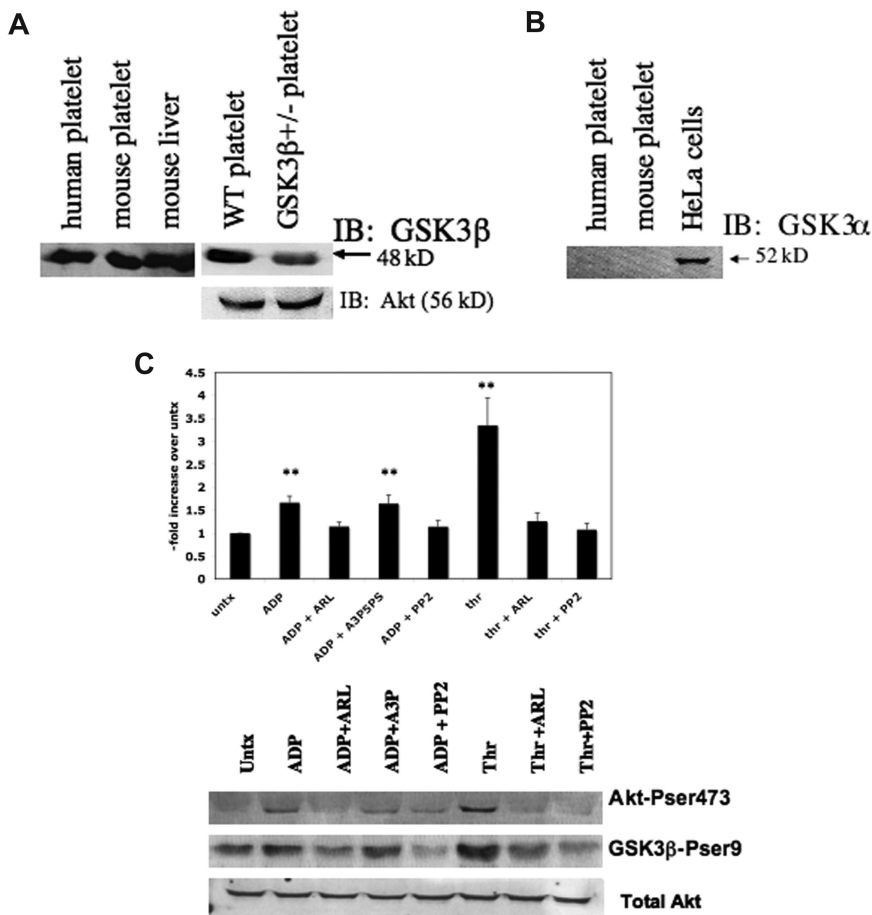 A
human platelet
mouse platelet
mouse liver
WT platelet
GSK3β+/- platelet
IB: GSK3β
48 kD
IB: Akt (56 kD)
B
human platelet
mouse platelet
HeLa cells
IB: GSK3α
52 kD
C
-fold increase over untx
4.5
4
3.5
3
2.5
2
1.5
1
0.5
0
**
**
**
untx
ADP
ADP + ARL
ADP + A3P5PS
ADP + PP2
thr
thr + ARL
thr + PP2
Untx
ADP
ADP+ARL
ADP+A3P
ADP + PP2
Thr
Thr +ARL
Thr+PP2
Akt-Pser473
GSK3β-Pser9
Total Akt